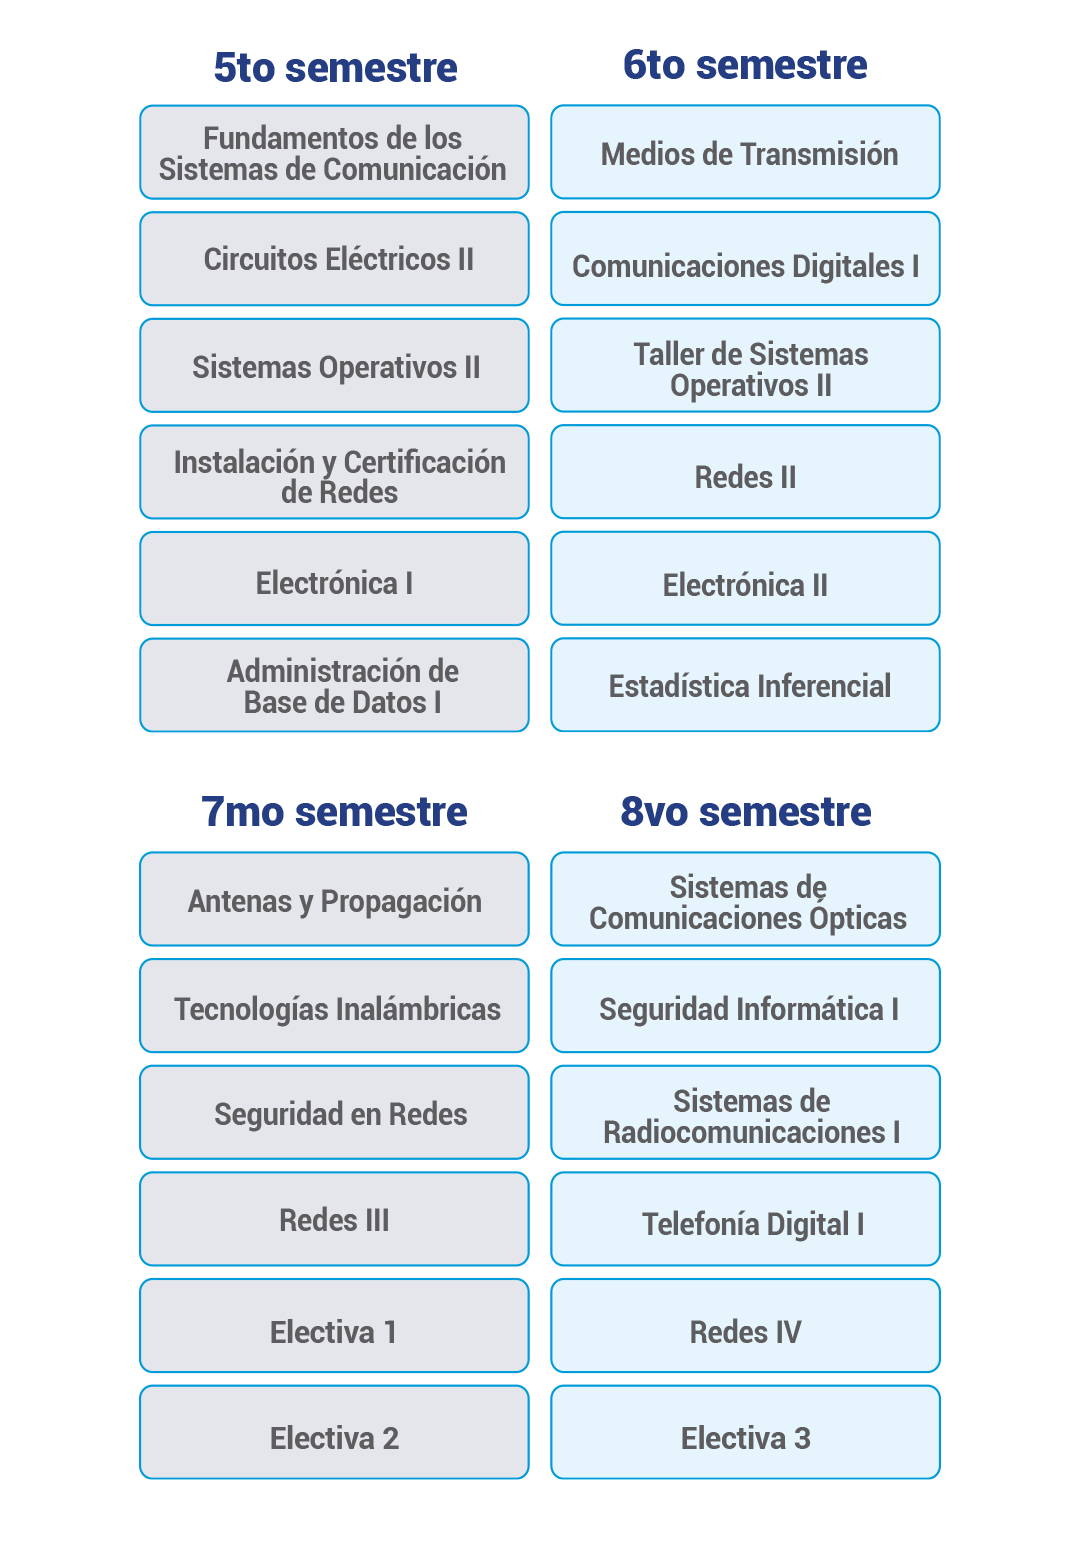 5to semestre
Fundamentos de los
Sistemas de Comunicación
Circuitos Eléctricos II
Sistemas Operativos II
Instalación y Certificación
de Redes
Electrónica I
Administración de
Base de Datos I
6to semestre
Medios de Transmisión
Comunicaciones Digitales I
Taller de Sistemas
Operativos II
Redes II
Electrónica II
Estadística Inferencial
7mo semestre
Antenas y Propagación
Tecnologías Inalámbricas
Seguridad en Redes
Redes III
Electiva 1
Electiva 2
8vo semestre
Sistemas de
Comunicaciones Ópticas
Seguridad Informática I
Sistemas de
Radiocomunicaciones I
Telefonía Digital I
Redes IV
Electiva 3